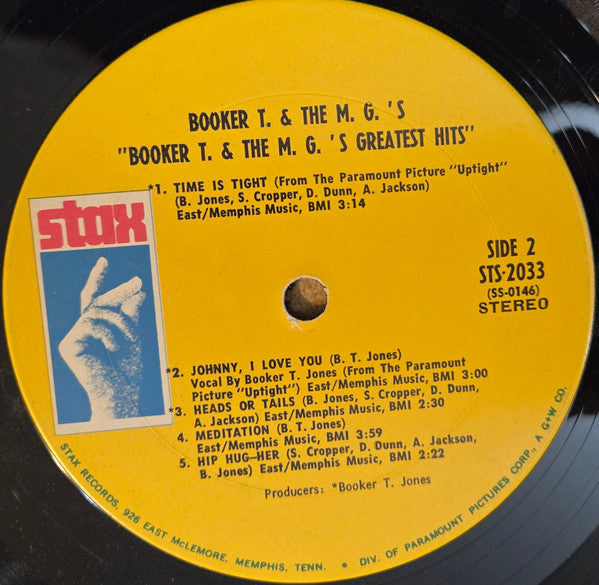 BOOKER T. & THE M. G. 'S
"BOOKER T. & THE M. G. 'S GREATEST HITS"
*1. TIME IS TIGHT (From The Paramount Picture "Uptight"
(B. Jones, S. Cropper, D. Dunn, A. Jackson)
East/Memphis Music, BMI 3:14
stax
SIDE 2
STS-2033
(SS-0146)
STEREO
*2. JOHNNY, I LOVE YOU (B. T. Jones)
Vocal By Booker T. Jones (From The Paramount
Picture "Uptight") East/Memphis Music, BMI 3:00
*3. HEADS OR TAILS (B. Jones, S. Cropper, D. Dunn,
A. Jackson) East/Memphis Music, BMI 2:30
4. MEDITATION (B. T. Jones)
East/Memphis Music, BMI 3:59
5. HIP HUG-HER (S. Cropper, D. Dunn, A. Jackson,
B. Jones) East/Memphis Music, BMI 2:22
Producers: *Booker T. Jones
STAX RECORDS, 926 EAST McLEMORE, MEMPHIS, TENN. • DIV. OF PARAMOUNT PICTURES CORP., A G+W CO.